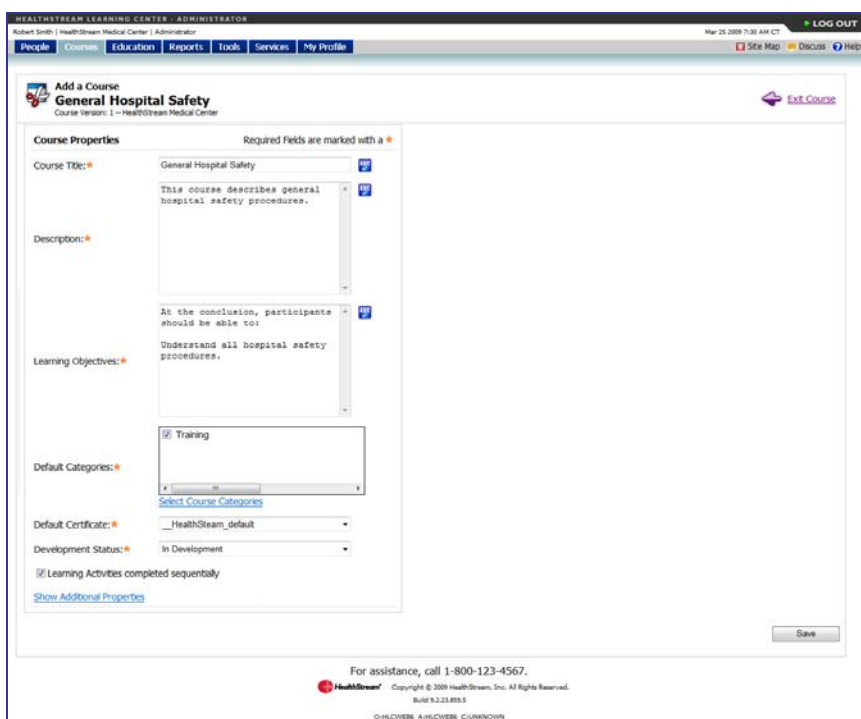 HEALTHSTREAM LEARNING CENTER - ADMINISTRATOR
LOG OUT
Robert Smith | HealthStream Medical Center | Administrator
Mar 25 2009 7:30 AM CT
People Courses Education Reports Tools Services My Profile
Site Map Discuss Help
Add a Course
General Hospital Safety
Course Version: 1 -- HealthStream Medical Center
Exit Course
Course Properties Required Fields are marked with a *
Course Title:* General Hospital Safety
This course describes general
hospital safety procedures.
Description:*
At the conclusion, participants
should be able to:
Understand all hospital safety
procedures.
Learning Objectives:*
Training
Default Categories:*
Select Course Categories
Default Certificate:* __HealthSteam_default
Development Status:* In Development
Learning Activities completed sequentially
Show Additional Properties
Save
For assistance, call 1-800-123-4567.
HealthStream Copyright © 2009 HealthStream, Inc. All Rights Reserved.
Build 9.2.23.859.5
O:HLCWEB6 A:HLCWEB6 C:UNKNOWN